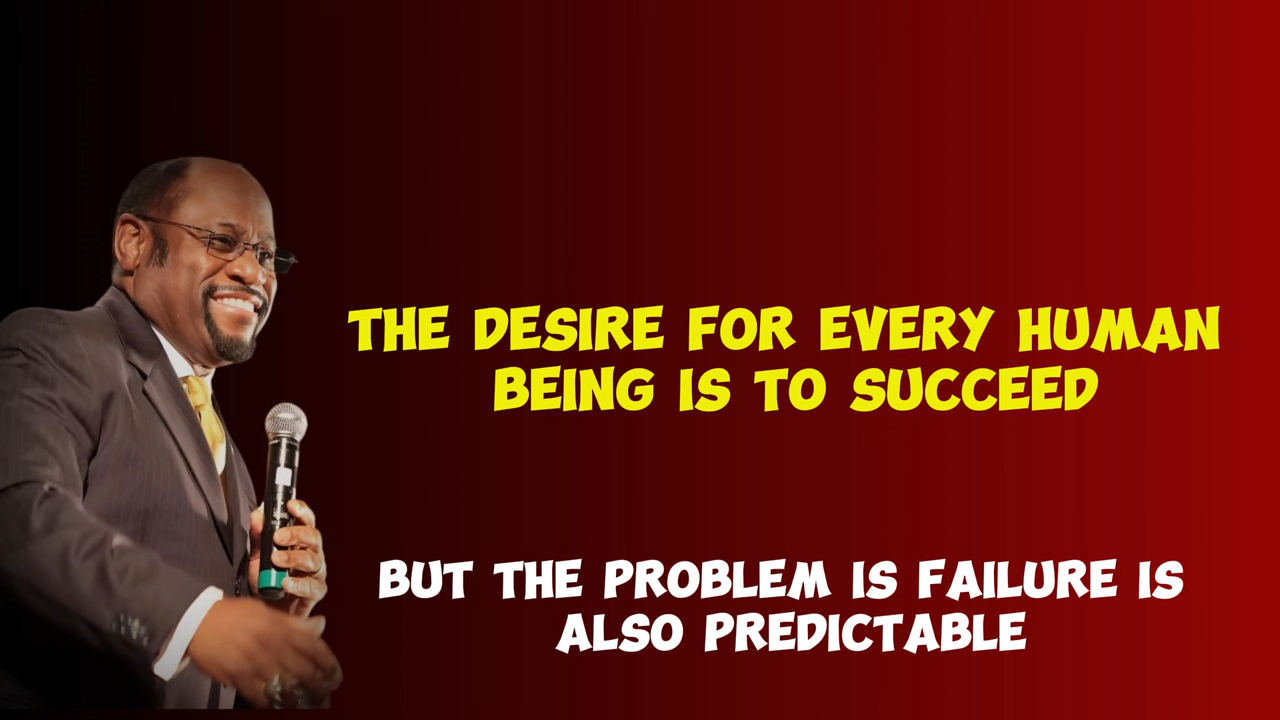 THE DESIRE FOR EVERY HUMAN
BEING IS TO SUCCEED
BUT THE PROBLEM IS FAILURE IS
ALSO PREDICTABLE